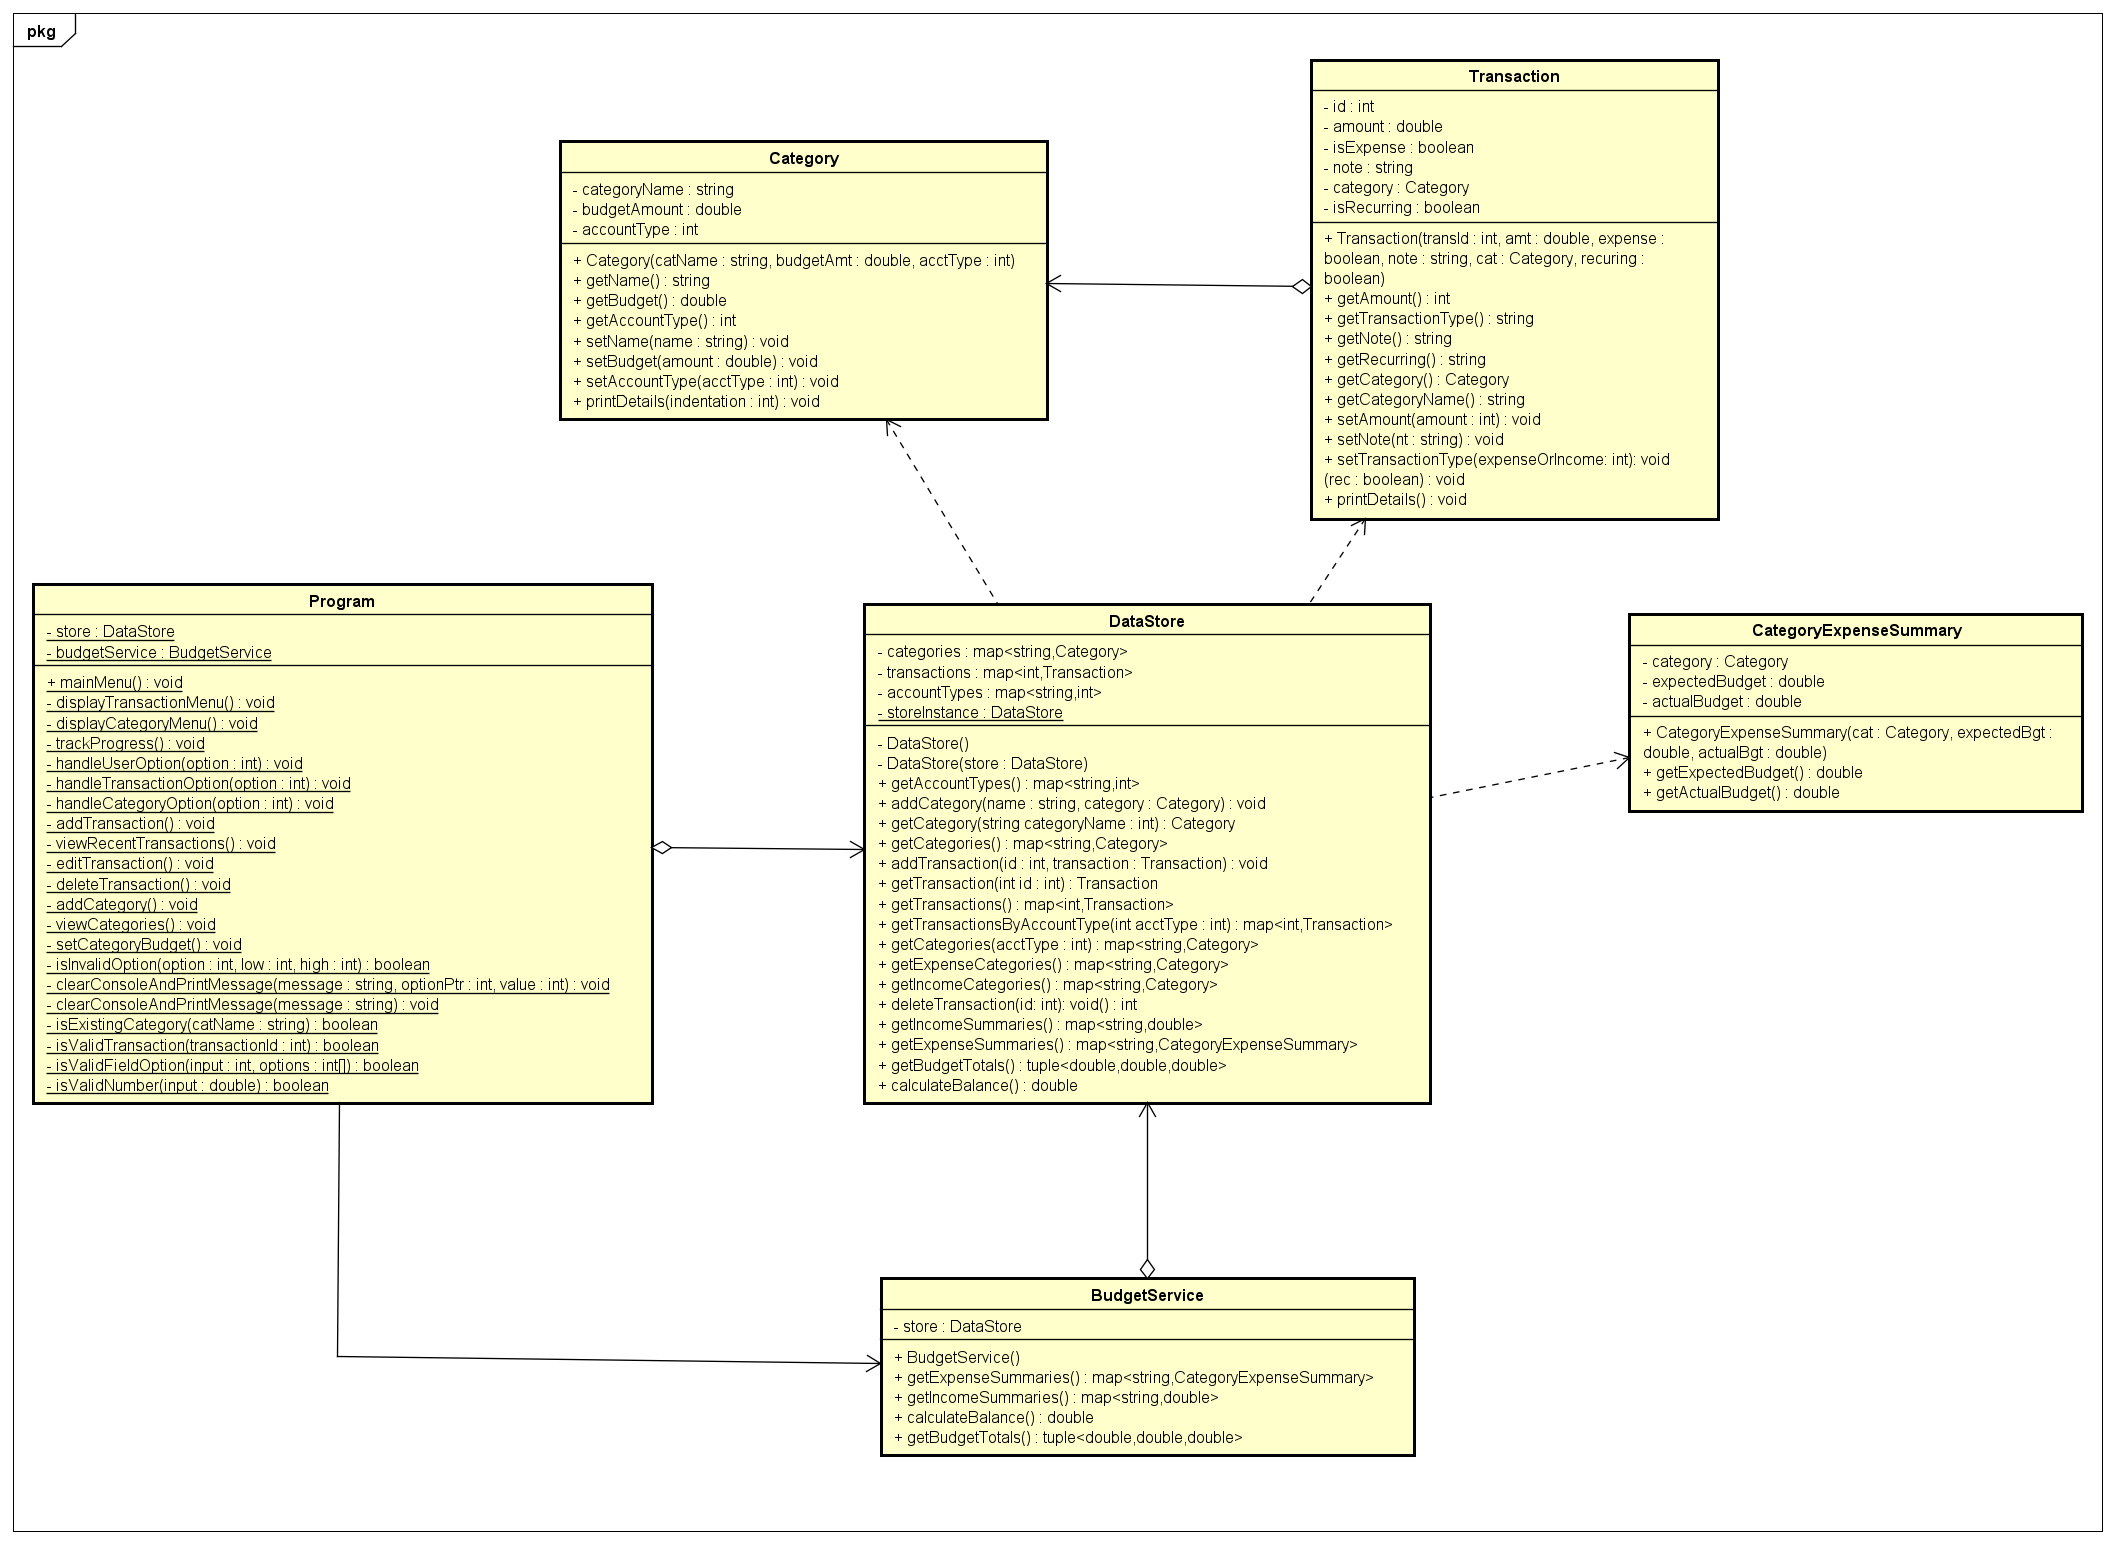 pkg
Transaction
- id : int
- amount : double
- isExpense : boolean
- note : string
- category : Category
- isRecurring : boolean
+ Transaction(transId : int, amt : double, expense :
boolean, note : string, cat : Category, recuring :
boolean)
+ getAmount() : int
+ getTransactionType() : string
+ getNote() : string
+ getRecurring() : string
+ getCategory() : Category
+ getCategoryName() : string
+ setAmount(amount : int) : void
+ setNote(nt : string) : void
+ setTransactionType(expenseOrIncome: int): void
(rec : boolean) : void
+ printDetails() : void
Category
- categoryName : string
- budgetAmount : double
- accountType : int
+ Category(catName : string, budgetAmt : double, acctType : int)
+ getName() : string
+ getBudget() : double
+ getAccountType() : int
+ setName(name : string) : void
+ setBudget(amount : double) : void
+ setAccountType(acctType : int) : void
+ printDetails(indentation : int) : void
Program
- store : DataStore
- budgetService : BudgetService
+ mainMenu() : void
- displayTransactionMenu() : void
- displayCategoryMenu() : void
- trackProgress() : void
- handleUserOption(option : int) : void
- handleTransactionOption(option : int) : void
- handleCategoryOption(option : int) : void
- addTransaction() : void
- viewRecentTransactions() : void
- editTransaction() : void
- deleteTransaction() : void
- addCategory() : void
- viewCategories() : void
- setCategoryBudget() : void
- isInvalidOption(option : int, low : int, high : int) : boolean
- clearConsoleAndPrintMessage(message : string, optionPtr : int, value : int) : void
- clearConsoleAndPrintMessage(message : string) : void
- isExistingCategory(catName : string) : boolean
- isValidTransaction(transactionId : int) : boolean
- isValidFieldOption(input : int, options : int[]) : boolean
- isValidNumber(input : double) : boolean
DataStore
- categories : map<string,Category>
- transactions : map<int,Transaction>
- accountTypes : map<string,int>
- storeInstance : DataStore
- DataStore()
- DataStore(store : DataStore)
+ getAccountTypes() : map<string,int>
+ addCategory(name : string, category : Category) : void
+ getCategory(string categoryName : int) : Category
+ getCategories() : map<string,Category>
+ addTransaction(id : int, transaction : Transaction) : void
+ getTransaction(int id : int) : Transaction
+ getTransactions() : map<int,Transaction>
+ getTransactionsByAccountType(int acctType : int) : map<int,Transaction>
+ getCategories(acctType : int) : map<string,Category>
+ getExpenseCategories() : map<string,Category>
+ getIncomeCategories() : map<string,Category>
+ deleteTransaction(id: int): void() : int
+ getIncomeSummaries() : map<string,double>
+ getExpenseSummaries() : map<string,CategoryExpenseSummary>
+ getBudgetTotals() : tuple<double,double,double>
+ calculateBalance() : double
CategoryExpenseSummary
- category : Category
- expectedBudget : double
- actualBudget : double
+ CategoryExpenseSummary(cat : Category, expectedBgt :
double, actualBgt : double)
+ getExpectedBudget() : double
+ getActualBudget() : double
BudgetService
- store : DataStore
+ BudgetService()
+ getExpenseSummaries() : map<string,CategoryExpenseSummary>
+ getIncomeSummaries() : map<string,double>
+ calculateBalance() : double
+ getBudgetTotals() : tuple<double,double,double>